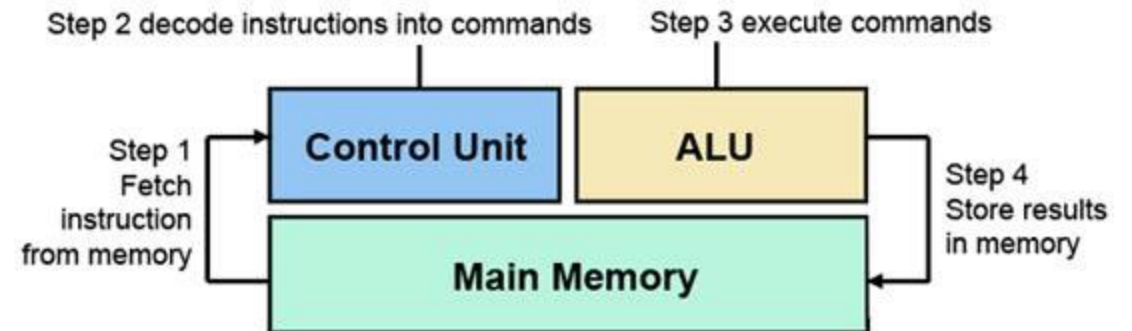 Step 2 decode instructions into commands
Step 3 execute commands
Control Unit
ALU
Step 1
Fetch
instruction
from memory
Step 4
Store results
in memory
Main Memory